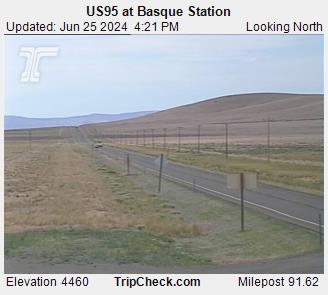 US95 at Basque Station
Updated: Jun 25 2024 4:21 PM Looking North
Elevation 4460 TripCheck.com Milepost 91.62